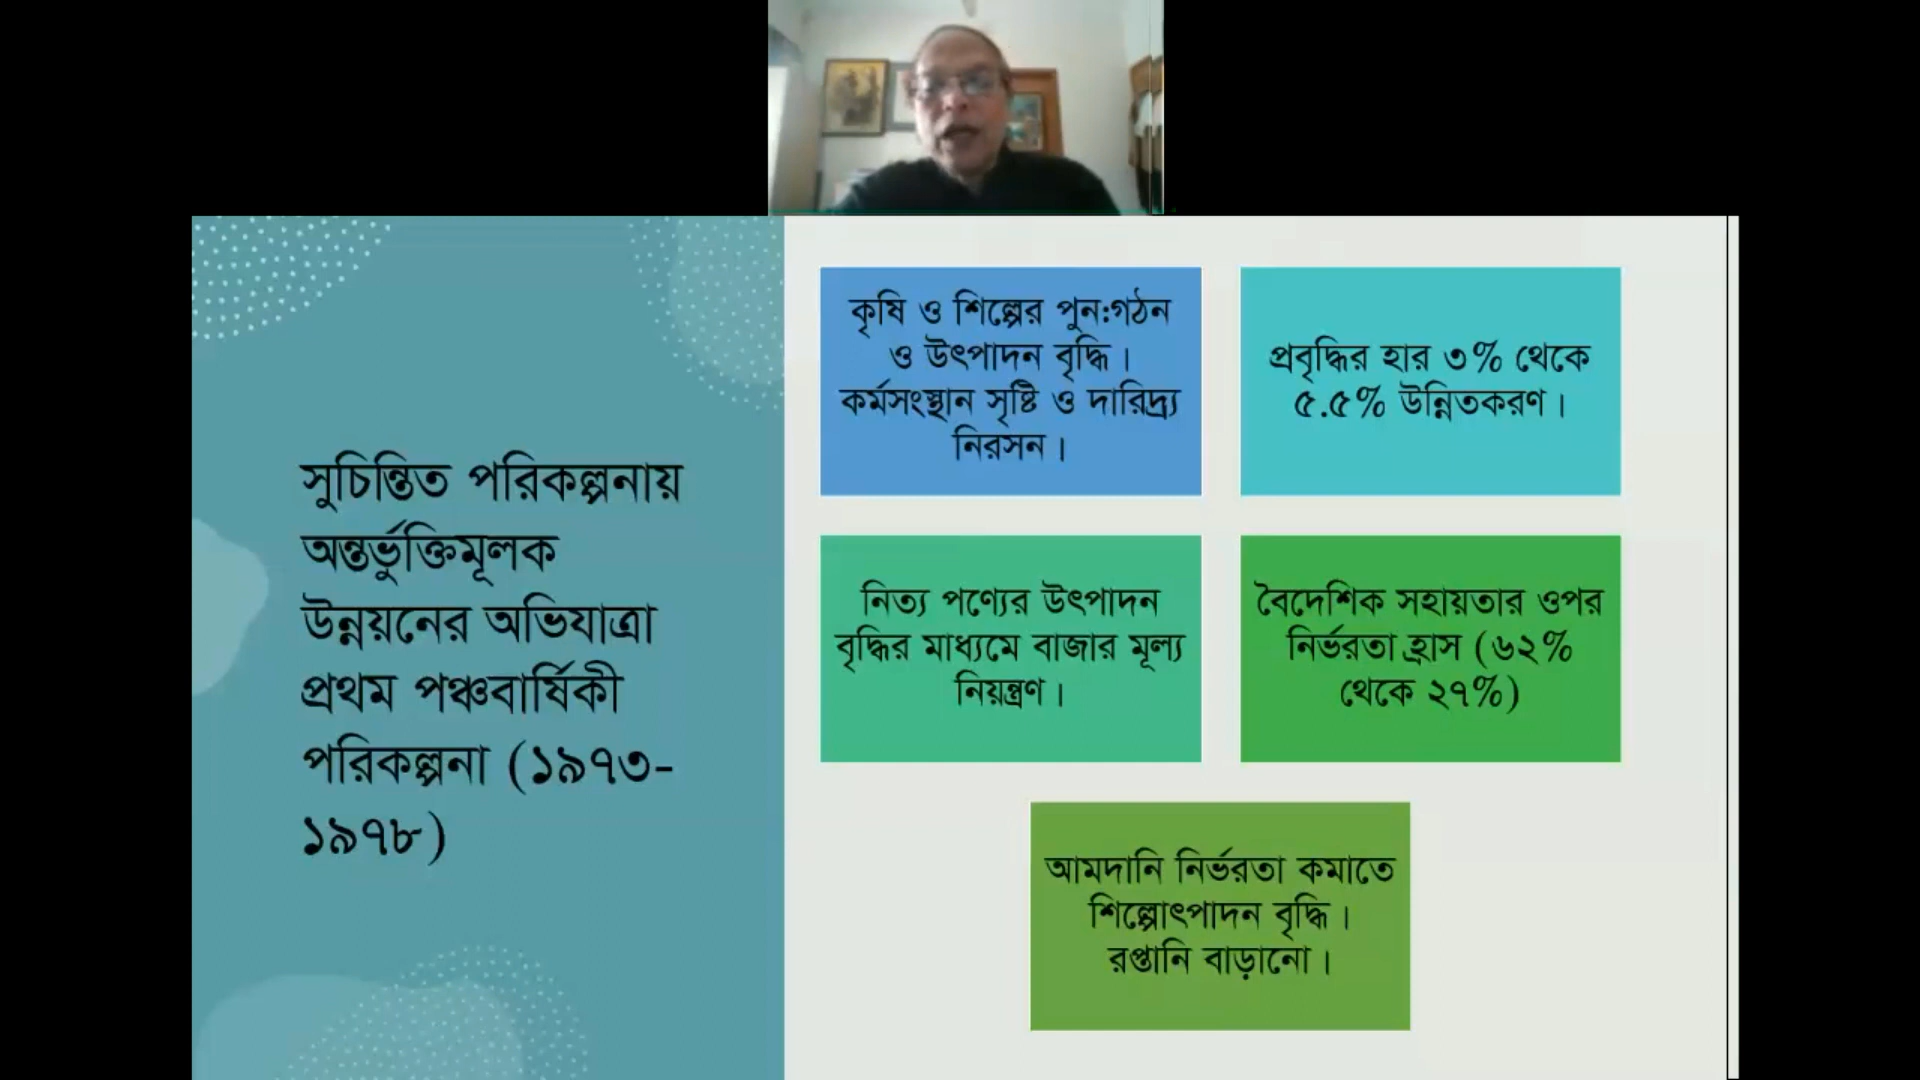 সুচিন্তিত পরিকল্পনায়
অন্তর্ভুক্তিমূলক
উন্নয়নের অভিযাত্রা
প্রথম পঞ্চবার্ষিকী
পরিকল্পনা (১৯৭৩-
১৯৭৮)
কৃষি ও শিল্পের পুন:গঠন
ও উৎপাদন বৃদ্ধি।
কর্মসংস্থান সৃষ্টি ও দারিদ্র্য
নিরসন।
প্রবৃদ্ধির হার ৩% থেকে
৫.৫% উন্নিতকরণ।
নিত্য পণ্যের উৎপাদন
বৃদ্ধির মাধ্যমে বাজার মূল্য
নিয়ন্ত্রণ।
বৈদেশিক সহায়তার ওপর
নির্ভরতা হ্রাস (৬২%
থেকে ২৭%)
আমদানি নির্ভরতা কমাতে
শিল্পোৎপাদন বৃদ্ধি।
রপ্তানি বাড়ানো।